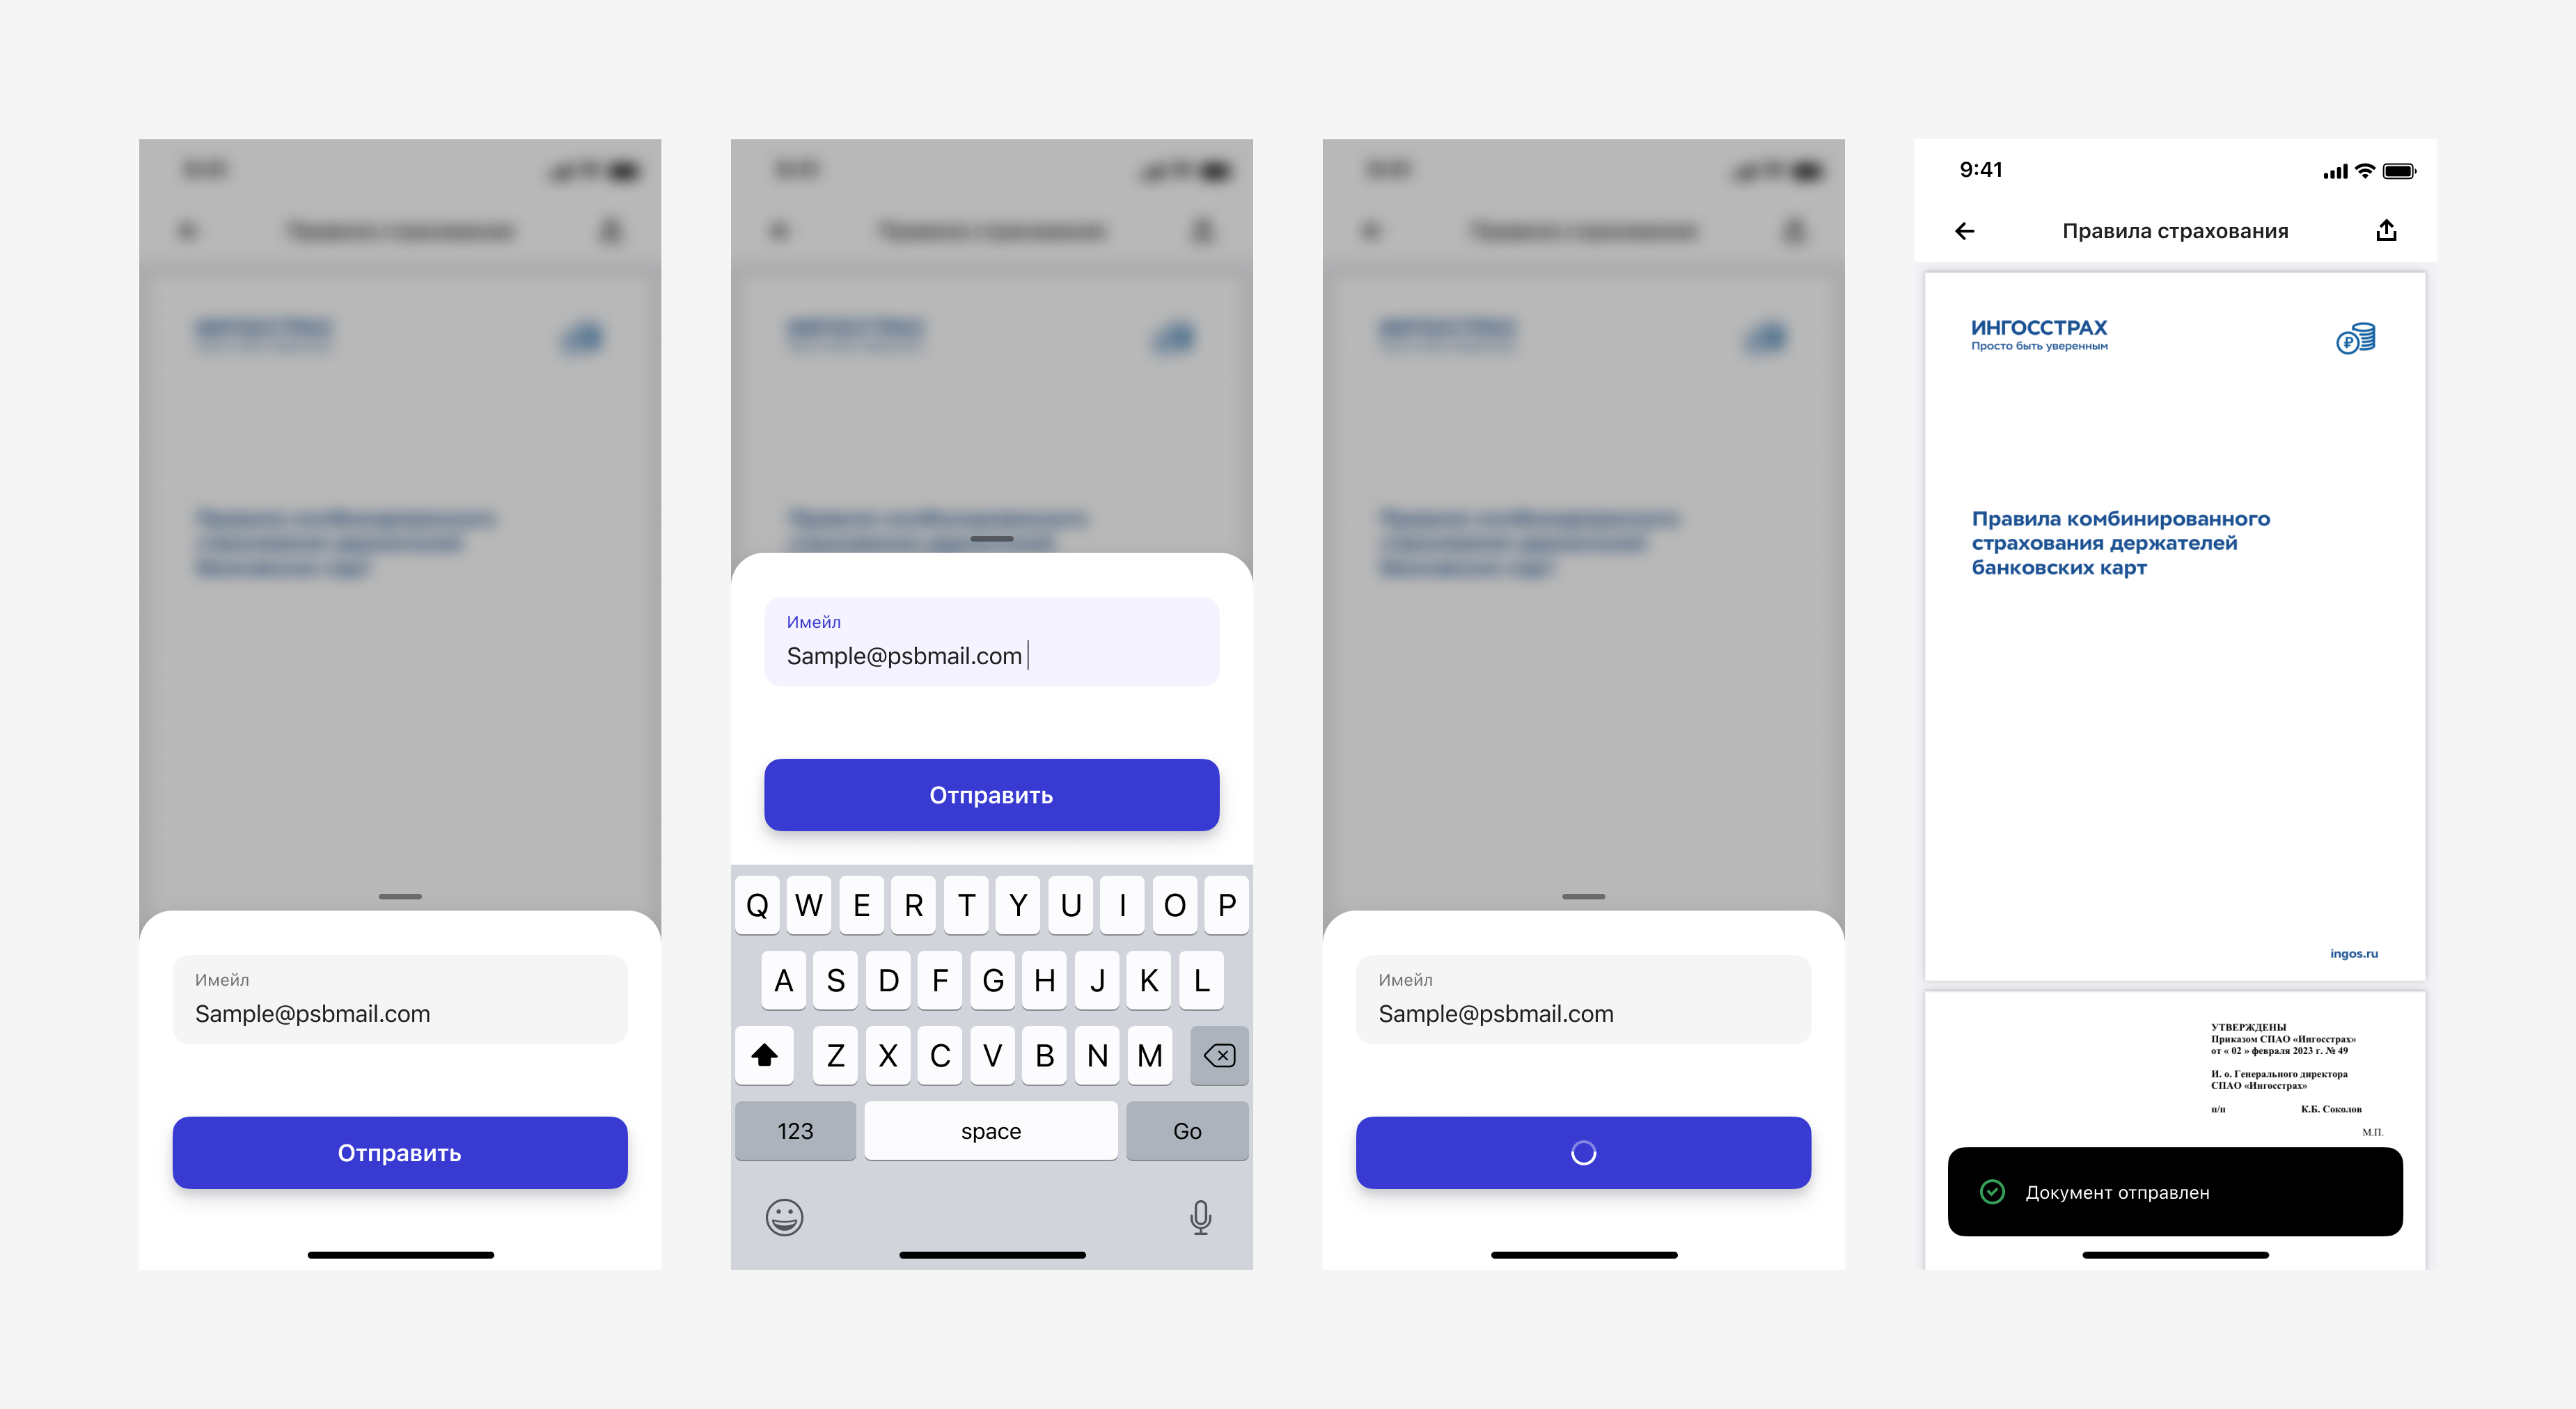 Имейл
Sample@psbmail.com
Отправить
Имейл
Sample@psbmail.com
Отправить
Q W E R T Y U I O P
A S D F G H J K L
Z X C V B N M
123 space Go
Имейл
Sample@psbmail.com
9:41
Правила страхования
ИНГОССТРАХ
Просто быть уверенным
₽
Правила комбинированного
страхования держателей
банковских карт
ingos.ru
УТВЕРЖДЕНЫ
Приказом СПАО «Ингосстрах»
от « 02 » февраля 2023 г. № 49
И. о. Генерального директора
СПАО «Ингосстрах»
п/п К.Б. Соколов
М.П.
Документ отправлен